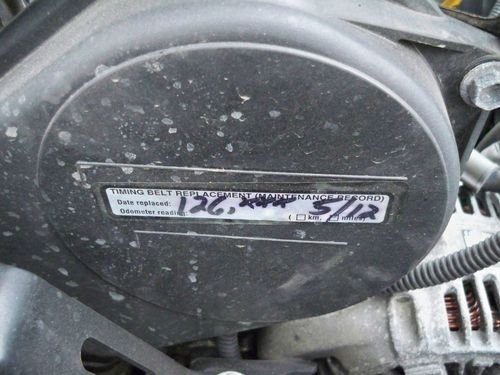 TIMING BELT REPLACEMENT (MAINTENANCE RECORD)
Date replaced: 126,*** 5/12
Odometer reading: ( □ km, □ miles)